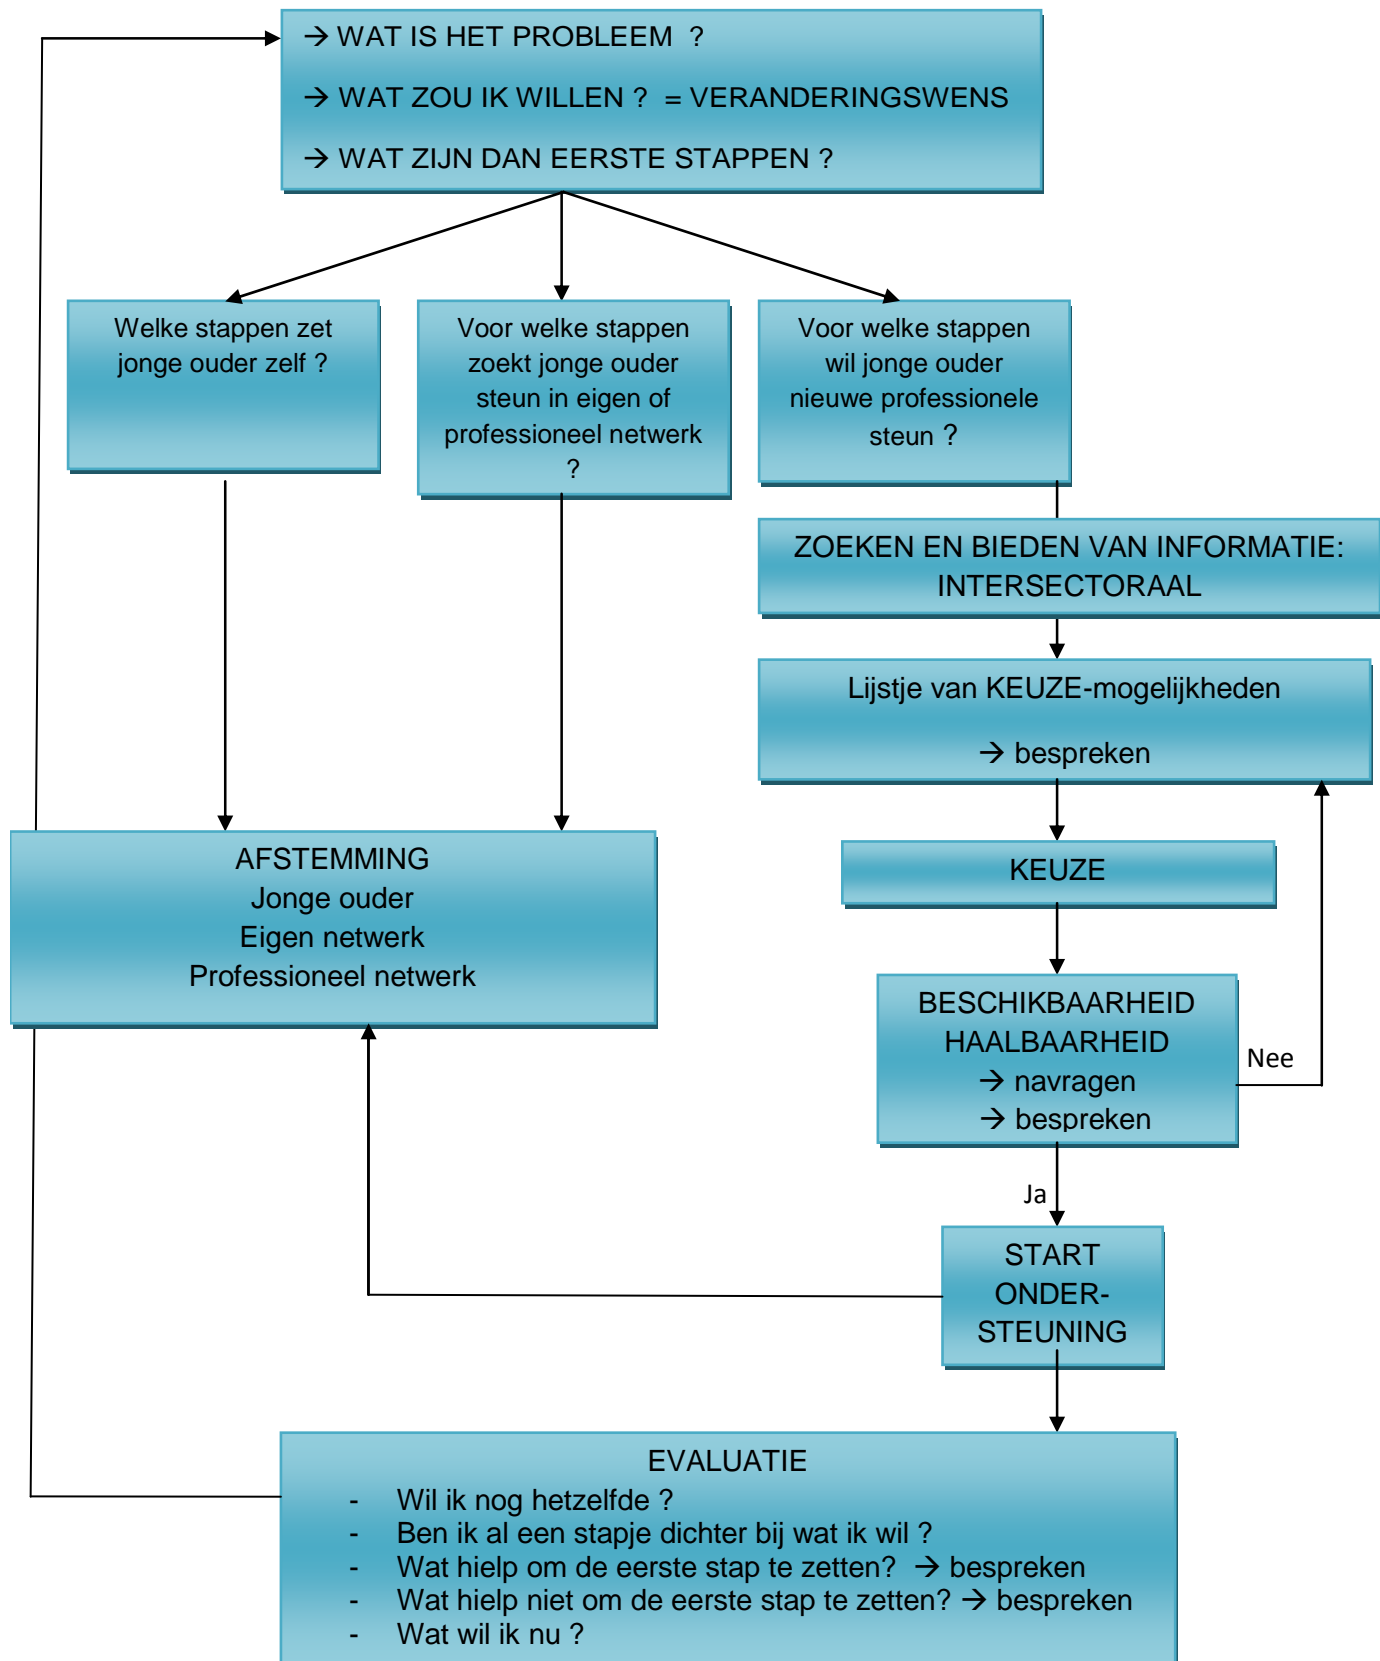 → WAT IS HET PROBLEEM ?
→ WAT ZOU IK WILLEN ? = VERANDERINGSWENS
→ WAT ZIJN DAN EERSTE STAPPEN ?
Welke stappen zet
jonge ouder zelf ?
Voor welke stappen
zoekt jonge ouder
steun in eigen of
professioneel netwerk
?
Voor welke stappen
wil jonge ouder
nieuwe professionele
steun ?
ZOEKEN EN BIEDEN VAN INFORMATIE:
INTERSECTORAAL
Lijstje van KEUZE-mogelijkheden
→ bespreken
KEUZE
AFSTEMMING
Jonge ouder
Eigen netwerk
Professioneel netwerk
BESCHIKBAARHEID
HAALBAARHEID
→ navragen
→ bespreken
Nee
Ja
START
ONDER-
STEUNING
EVALUATIE
- Wil ik nog hetzelfde ?
- Ben ik al een stapje dichter bij wat ik wil ?
- Wat hielp om de eerste stap te zetten? → bespreken
- Wat hielp niet om de eerste stap te zetten? → bespreken
- Wat wil ik nu ?